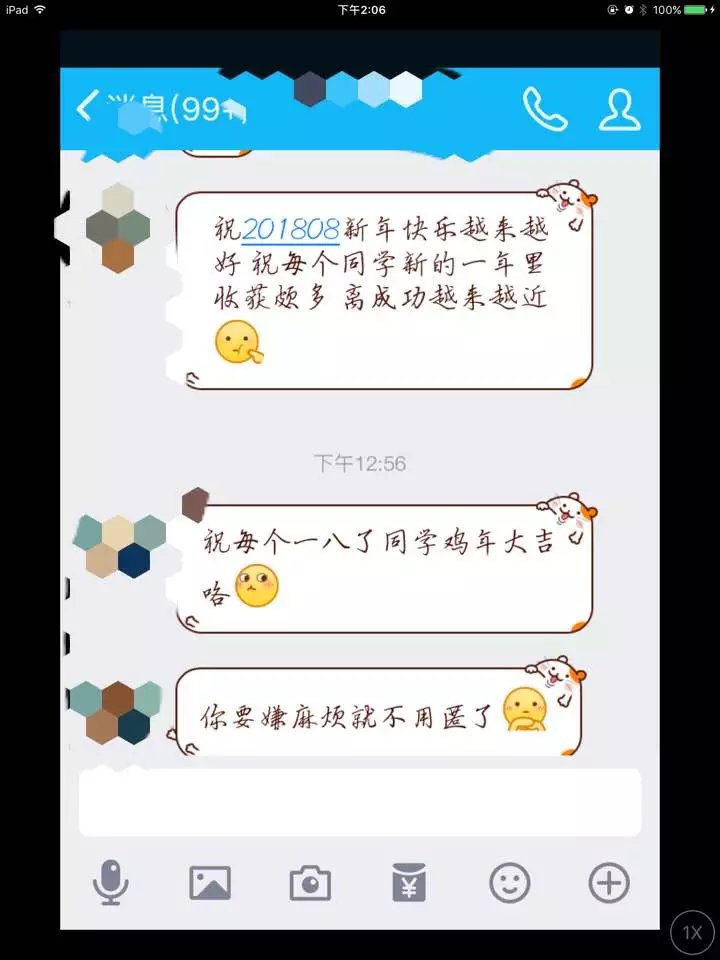 iPad
下午2:06
100%
消息(99+)
祝201808新年快乐越来越
好 祝每个同学新的一年里
收获颇多 离成功越来越近
下午12:56
祝每个一八了同学鸡年大吉
咯
你要嫌麻烦就不用匿了
¥
1X